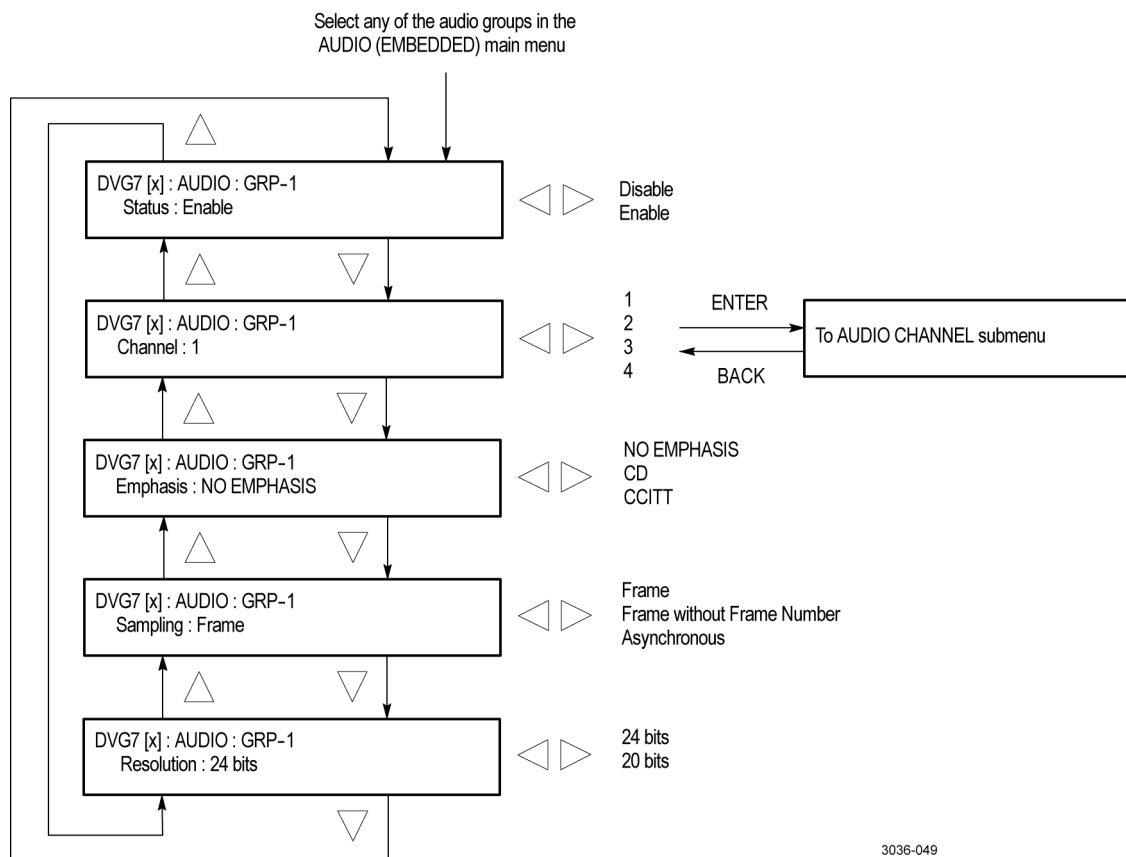 Select any of the audio groups in the
AUDIO (EMBEDDED) main menu
DVG7 [x] : AUDIO : GRP-1
Status : Enable
Disable
Enable
DVG7 [x] : AUDIO : GRP-1
Channel : 1
1
2
3
4
ENTER
BACK
To AUDIO CHANNEL submenu
DVG7 [x] : AUDIO : GRP-1
Emphasis : NO EMPHASIS
NO EMPHASIS
CD
CCITT
DVG7 [x] : AUDIO : GRP-1
Sampling : Frame
Frame
Frame without Frame Number
Asynchronous
DVG7 [x] : AUDIO : GRP-1
Resolution : 24 bits
24 bits
20 bits
3036-049